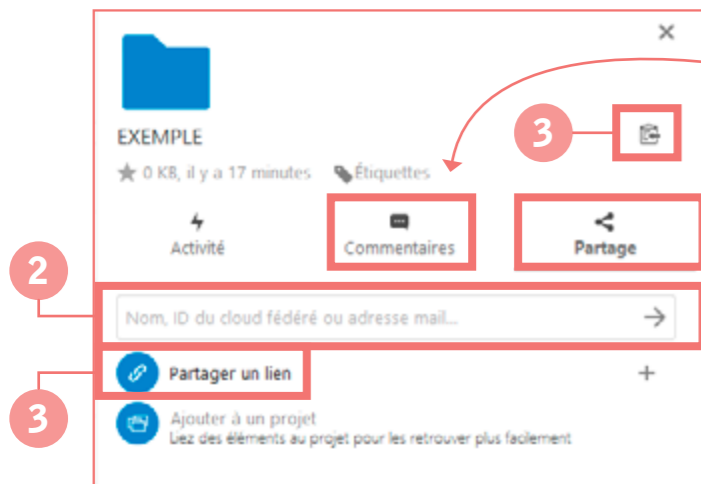 EXEMPLE
3
0 KB, il y a 17 minutes Étiquettes
Activité Commentaires Partage
2
Nom, ID du cloud fédéré ou adresse mail...
Partager un lien
3
Ajouter à un projet
Liez des éléments au projet pour les retrouver plus facilement